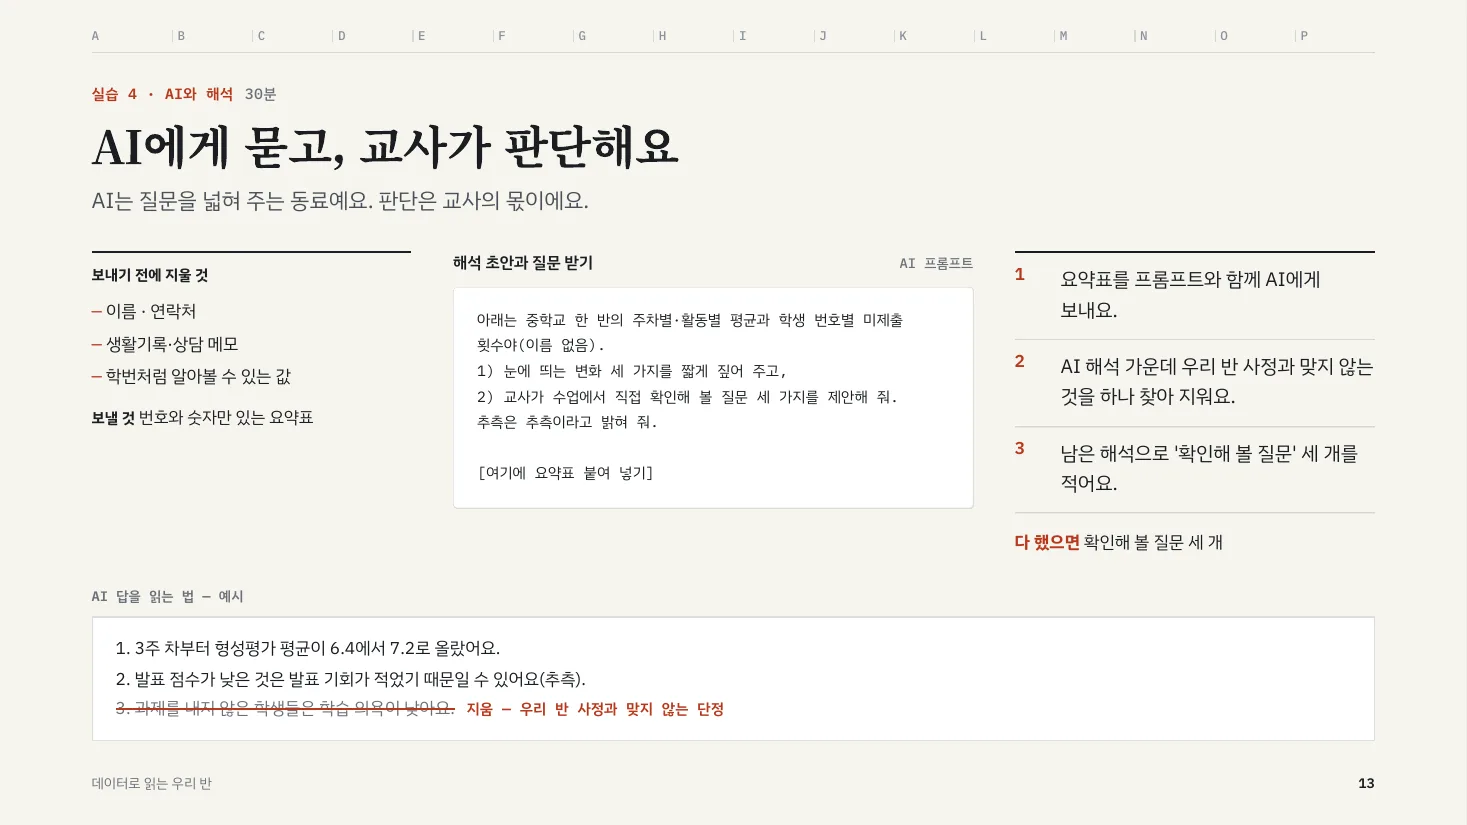 A B C D E F G H I J K L M N O P
실습 4 · AI와 해석 30분
AI에게 묻고, 교사가 판단해요
AI는 질문을 넓혀 주는 동료예요. 판단은 교사의 몫이에요.
보내기 전에 지울 것
— 이름 · 연락처
— 생활기록·상담 메모
— 학번처럼 알아볼 수 있는 값
보낼 것 번호와 숫자만 있는 요약표
해석 초안과 질문 받기 AI 프롬프트
아래는 중학교 한 반의 주차별·활동별 평균과 학생 번호별 미제출
횟수야(이름 없음).
1) 눈에 띄는 변화 세 가지를 짧게 짚어 주고,
2) 교사가 수업에서 직접 확인해 볼 질문 세 가지를 제안해 줘.
추측은 추측이라고 밝혀 줘.
[여기에 요약표 붙여 넣기]
1 요약표를 프롬프트와 함께 AI에게
보내요.
2 AI 해석 가운데 우리 반 사정과 맞지 않는
것을 하나 찾아 지워요.
3 남은 해석으로 '확인해 볼 질문' 세 개를
적어요.
다 했으면 확인해 볼 질문 세 개
AI 답을 읽는 법 — 예시
1. 3주 차부터 형성평가 평균이 6.4에서 7.2로 올랐어요.
2. 발표 점수가 낮은 것은 발표 기회가 적었기 때문일 수 있어요(추측).
3. 과제를 내지 않은 학생들은 학습 의욕이 낮아요. 지움 — 우리 반 사정과 맞지 않는 단정
데이터로 읽는 우리 반
13